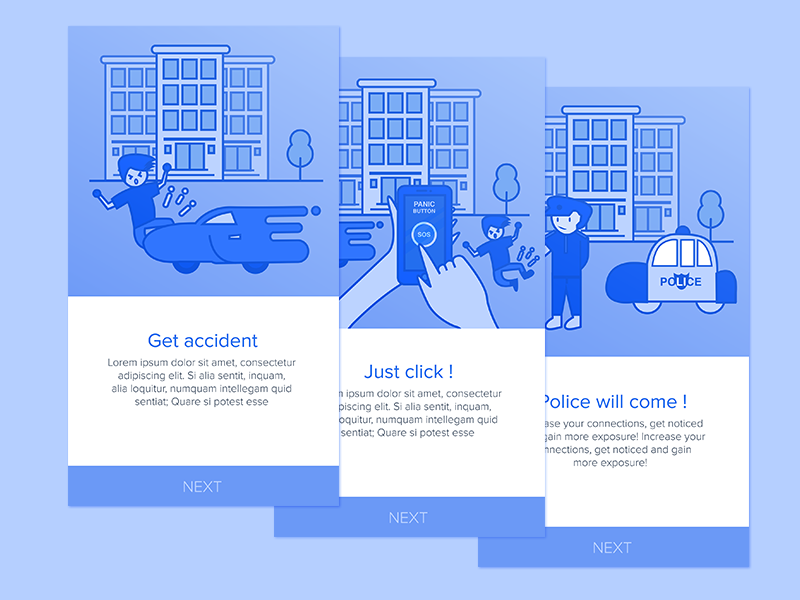 Get accident
Lorem ipsum dolor sit amet, consectetur
adipiscing elit. Si alia sentit, inquam,
alia loquitur, numquam intellegam quid
sentiat; Quare si potest esse
NEXT
PANIC
BUTTON
SOS
Just click !
ipsum dolor sit amet, consectetur
elit. Si alia sentit, inquam,
loquitur, numquam intellegam quid
sentiat; Quare si potest esse
NEXT
POLICE
Police will come !
your connections, get noticed
gain more exposure! Increase your
get noticed and gain
more exposure!
NEXT